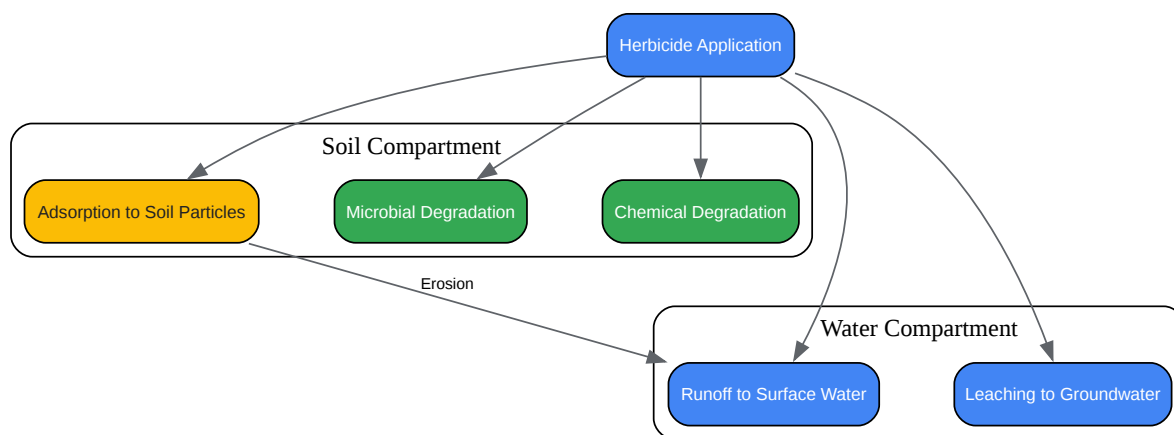 Herbicide Application
Soil Compartment
Adsorption to Soil Particles
Microbial Degradation
Chemical Degradation
Erosion
Water Compartment
Runoff to Surface Water
Leaching to Groundwater